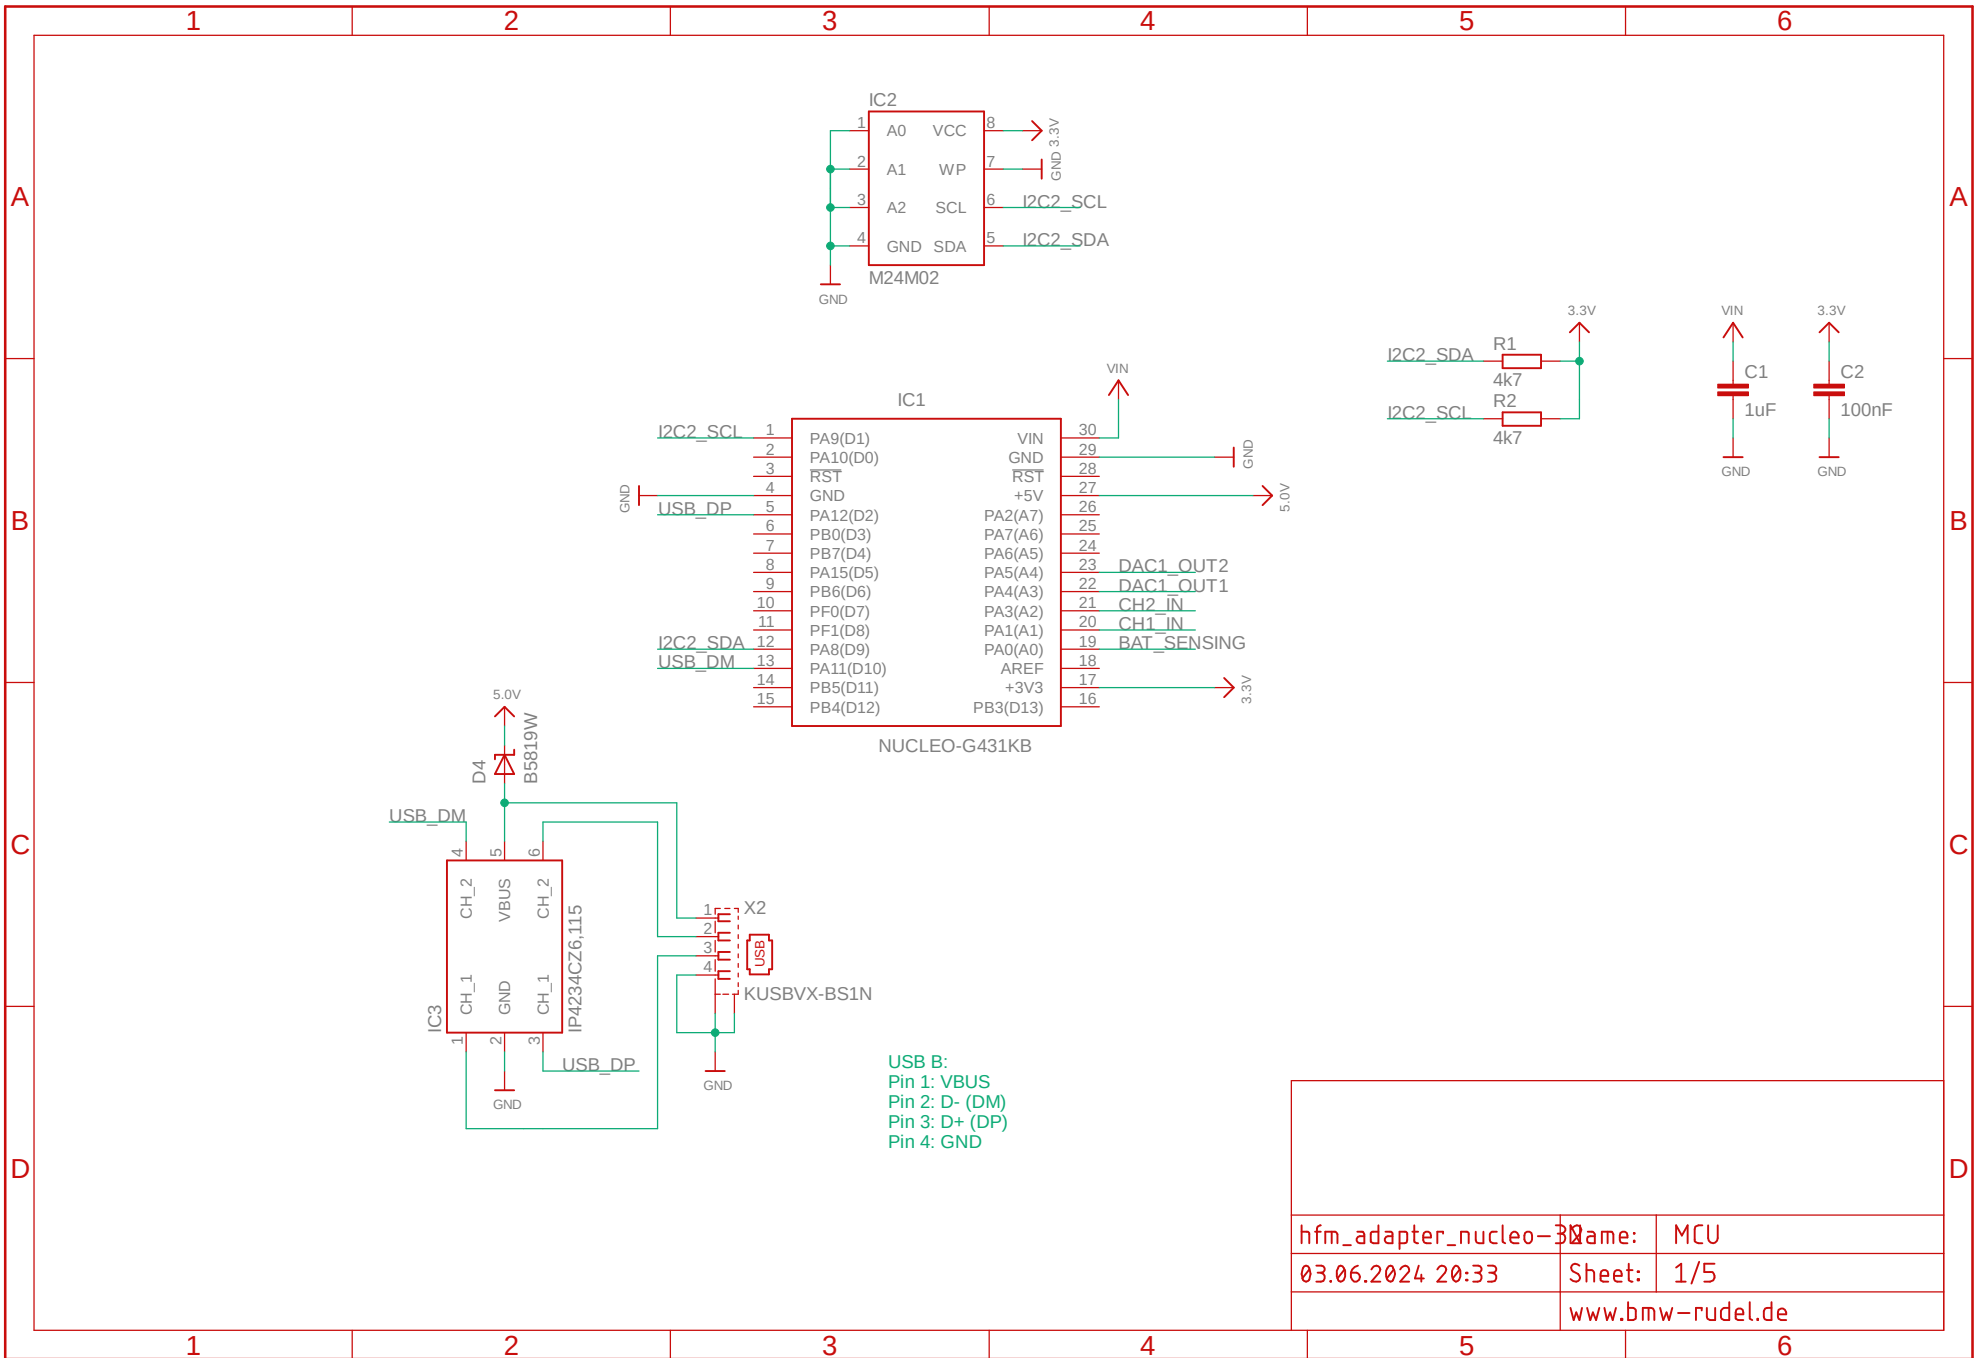 1 2 3 4 5 6
A A
IC2
1 A0 VCC 8 3.3V
2 A1 WP 7 GND
3 A2 SCL 6 I2C2_SCL
4 GND SDA 5 I2C2_SDA
M24M02
GND
3.3V
I2C2_SDA R1
4k7
I2C2_SCL R2
4k7
VIN
C1
1uF
GND
3.3V
C2
100nF
GND
B B
IC1
VIN
I2C2_SCL 1 PA9(D1) VIN 30
2 PA10(D0) GND 29 GND
3 RST RST 28
GND 4 GND +5V 27 5.0V
USB_DP 5 PA12(D2) PA2(A7) 26
6 PB0(D3) PA7(A6) 25
7 PB7(D4) PA6(A5) 24
8 PA15(D5) PA5(A4) 23 DAC1_OUT2
9 PB6(D6) PA4(A3) 22 DAC1_OUT1
10 PF0(D7) PA3(A2) 21 CH2_IN
11 PF1(D8) PA1(A1) 20 CH1_IN
I2C2_SDA 12 PA8(D9) PA0(A0) 19 BAT_SENSING
USB_DM 13 PA11(D10) AREF 18
14 PB5(D11) +3V3 17 3.3V
15 PB4(D12) PB3(D13) 16
NUCLEO-G431KB
C C
5.0V
D4 B5819W
USB_DM
4 5 6
CH_2 VBUS CH_2
CH_1 GND CH_1
IC3 IP4234CZ6,115
1 2 3
USB_DP
GND
X2
1
2
3
4
USB
KUSBVX-BS1N
GND
USB B:
Pin 1: VBUS
Pin 2: D- (DM)
Pin 3: D+ (DP)
Pin 4: GND
D D
hfm_adapter_nucleo-32 Name: MCU
03.06.2024 20:33 Sheet: 1/5
www.bmw-rudel.de
1 2 3 4 5 6